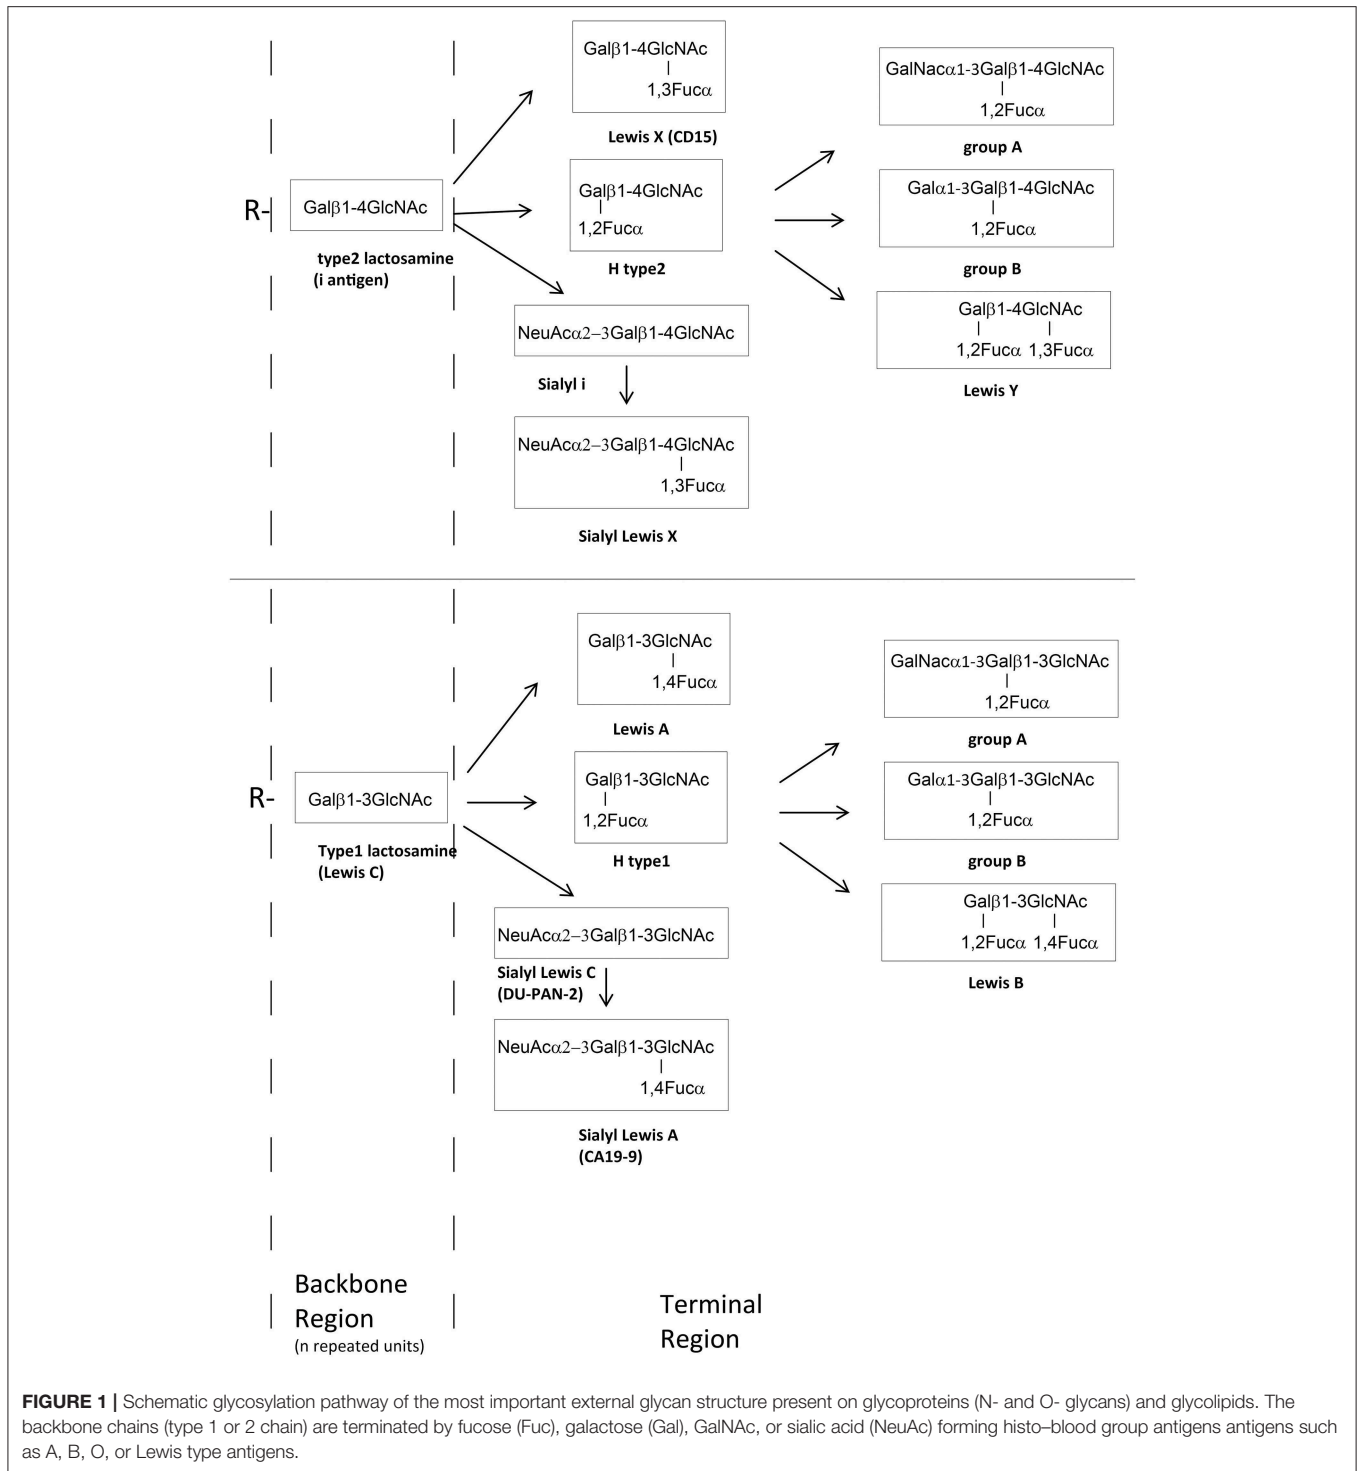 Galβ1-4GlcNAc
1,3Fucα
Lewis X (CD15)
GalNacα1-3Galβ1-4GlcNAc
1,2Fucα
group A
R-
Galβ1-4GlcNAc
type2 lactosamine
(i antigen)
Galβ1-4GlcNAc
1,2Fucα
H type2
Galα1-3Galβ1-4GlcNAc
1,2Fucα
group B
NeuAcα2–3Galβ1-4GlcNAc
Sialyl i
Galβ1-4GlcNAc
1,2Fucα 1,3Fucα
Lewis Y
NeuAcα2–3Galβ1-4GlcNAc
1,3Fucα
Sialyl Lewis X
Galβ1-3GlcNAc
1,4Fucα
Lewis A
GalNacα1-3Galβ1-3GlcNAc
1,2Fucα
group A
R-
Galβ1-3GlcNAc
Type1 lactosamine
(Lewis C)
Galβ1-3GlcNAc
1,2Fucα
H type1
Galα1-3Galβ1-3GlcNAc
1,2Fucα
group B
NeuAcα2–3Galβ1-3GlcNAc
Sialyl Lewis C
(DU-PAN-2)
Galβ1-3GlcNAc
1,2Fucα 1,4Fucα
Lewis B
NeuAcα2–3Galβ1-3GlcNAc
1,4Fucα
Sialyl Lewis A
(CA19-9)
Backbone
Region
(n repeated units)
Terminal
Region
FIGURE 1 | Schematic glycosylation pathway of the most important external glycan structure present on glycoproteins (N- and O- glycans) and glycolipids. The
backbone chains (type 1 or 2 chain) are terminated by fucose (Fuc), galactose (Gal), GalNAc, or sialic acid (NeuAc) forming histo–blood group antigens antigens such
as A, B, O, or Lewis type antigens.